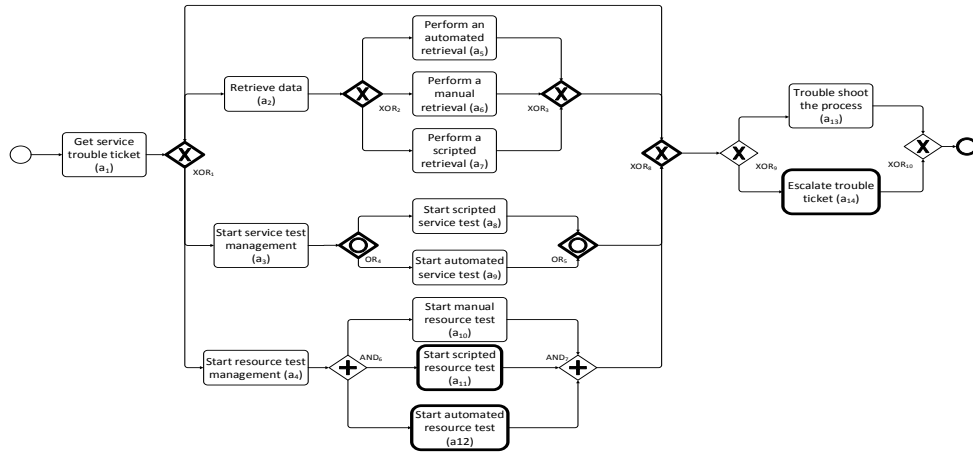 Perform an
automated
retrieval (a5)
Retrieve data
(a2)
X
XOR2
Perform a
manual
retrieval (a6)
XOR3
X
Perform a
scripted
retrieval (a7)
Get service
trouble ticket
(a1)
X
XOR1
Start service test
management
(a3)
OR4
Start scripted
service test (a8)
Start automated
service test (a9)
OR5
Start resource test
management (a4)
AND6
Start manual
resource test
(a10)
Start scripted
resource test
(a11)
Start automated
resource test
(a12)
AND7
X
XOR8
X
XOR9
Trouble shoot
the process
(a13)
Escalate trouble
ticket (a14)
X
XOR10